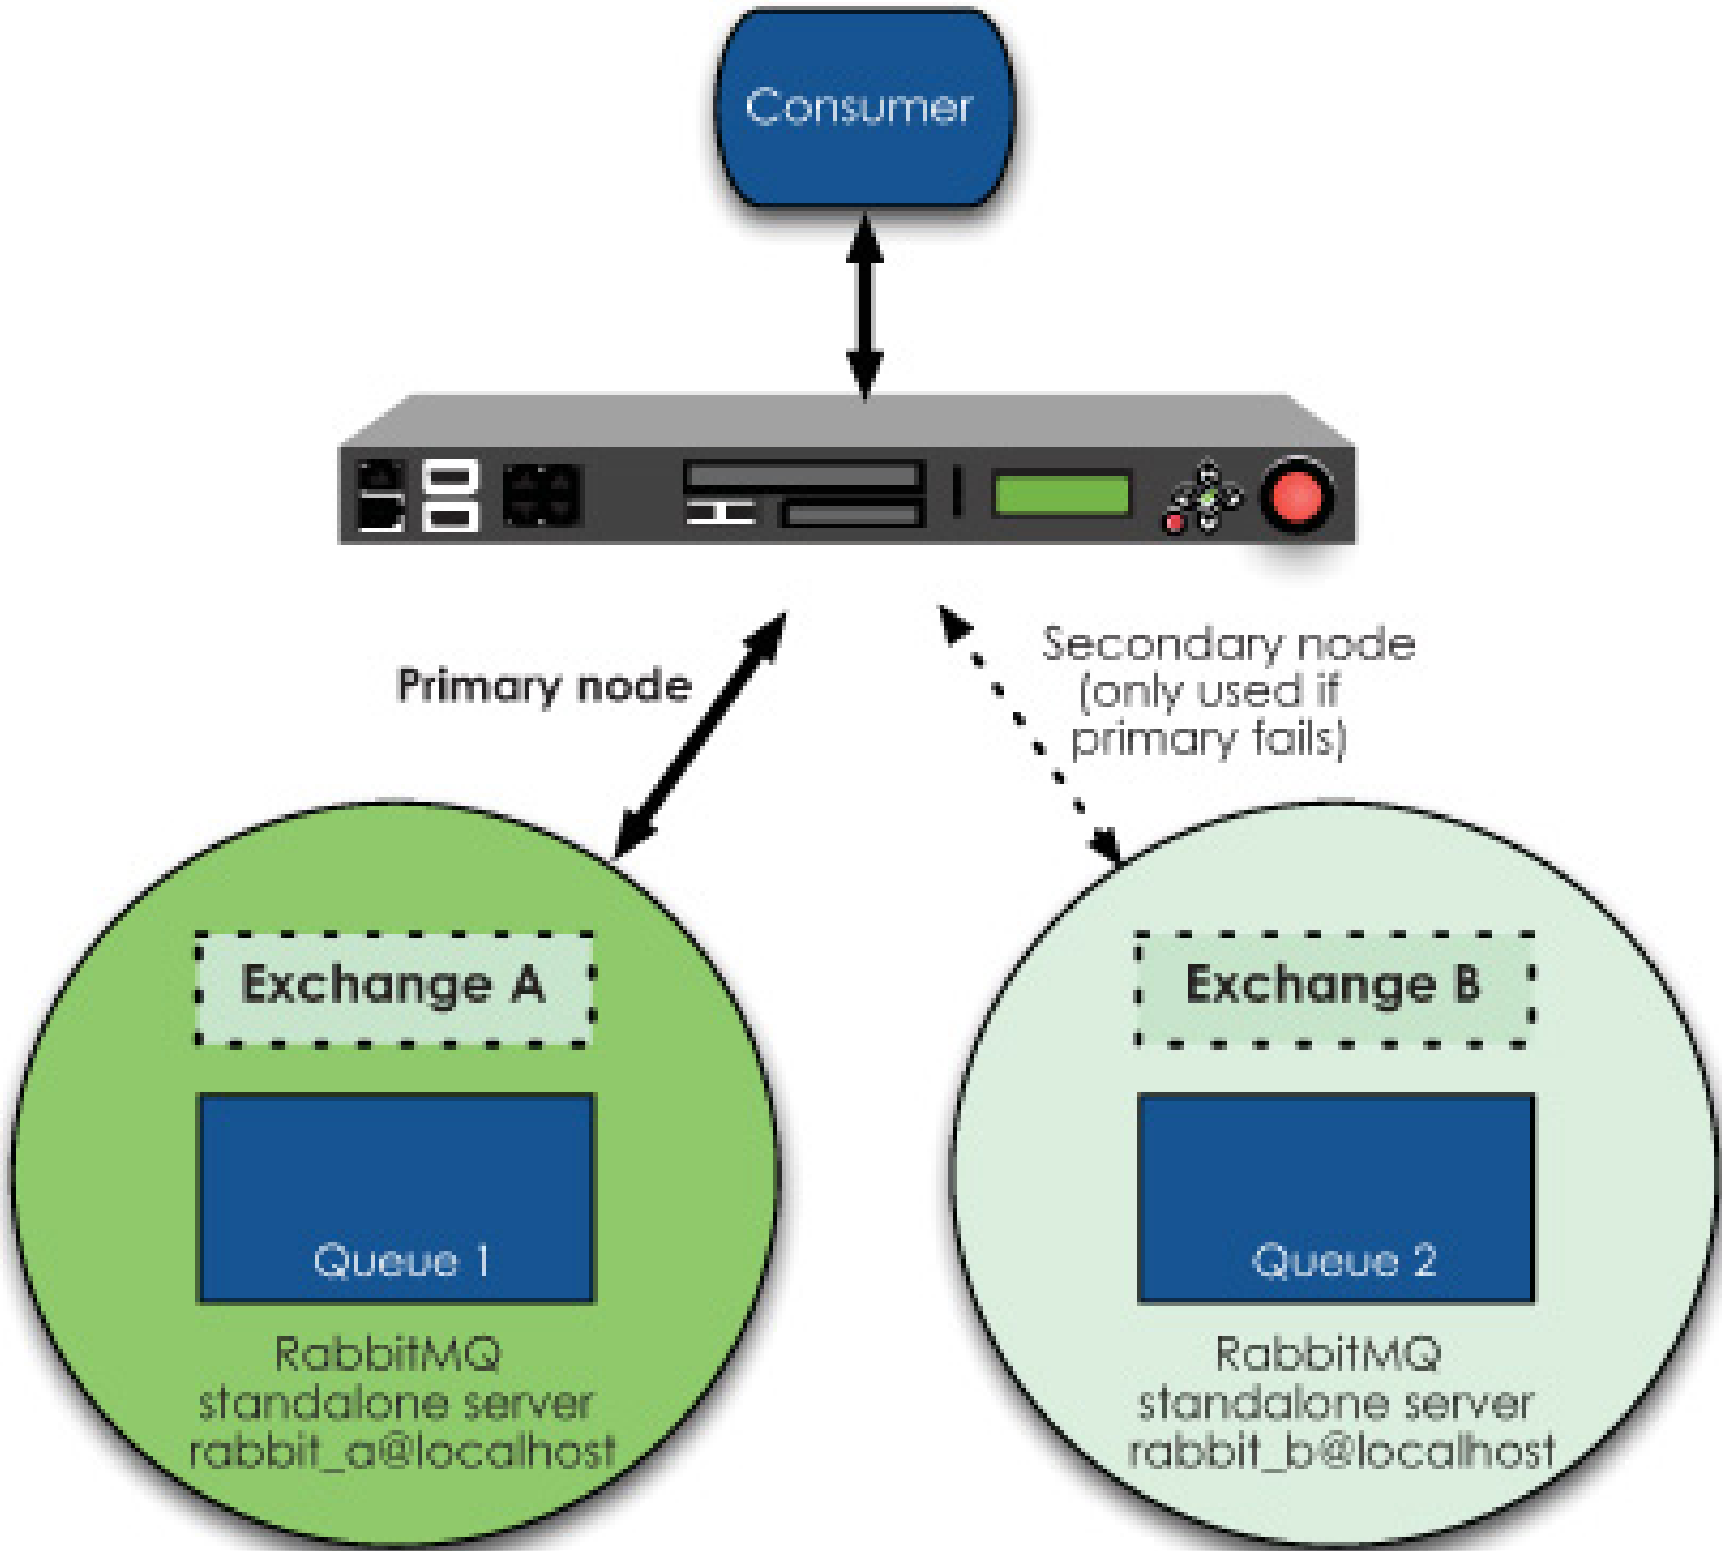 Consumer
Primary node
Secondary node
(only used if
primary fails)
Exchange A
Queue 1
RabbitMQ
standalone server
rabbit_a@localhost
Exchange B
Queue 2
RabbitMQ
standalone server
rabbit_b@localhost